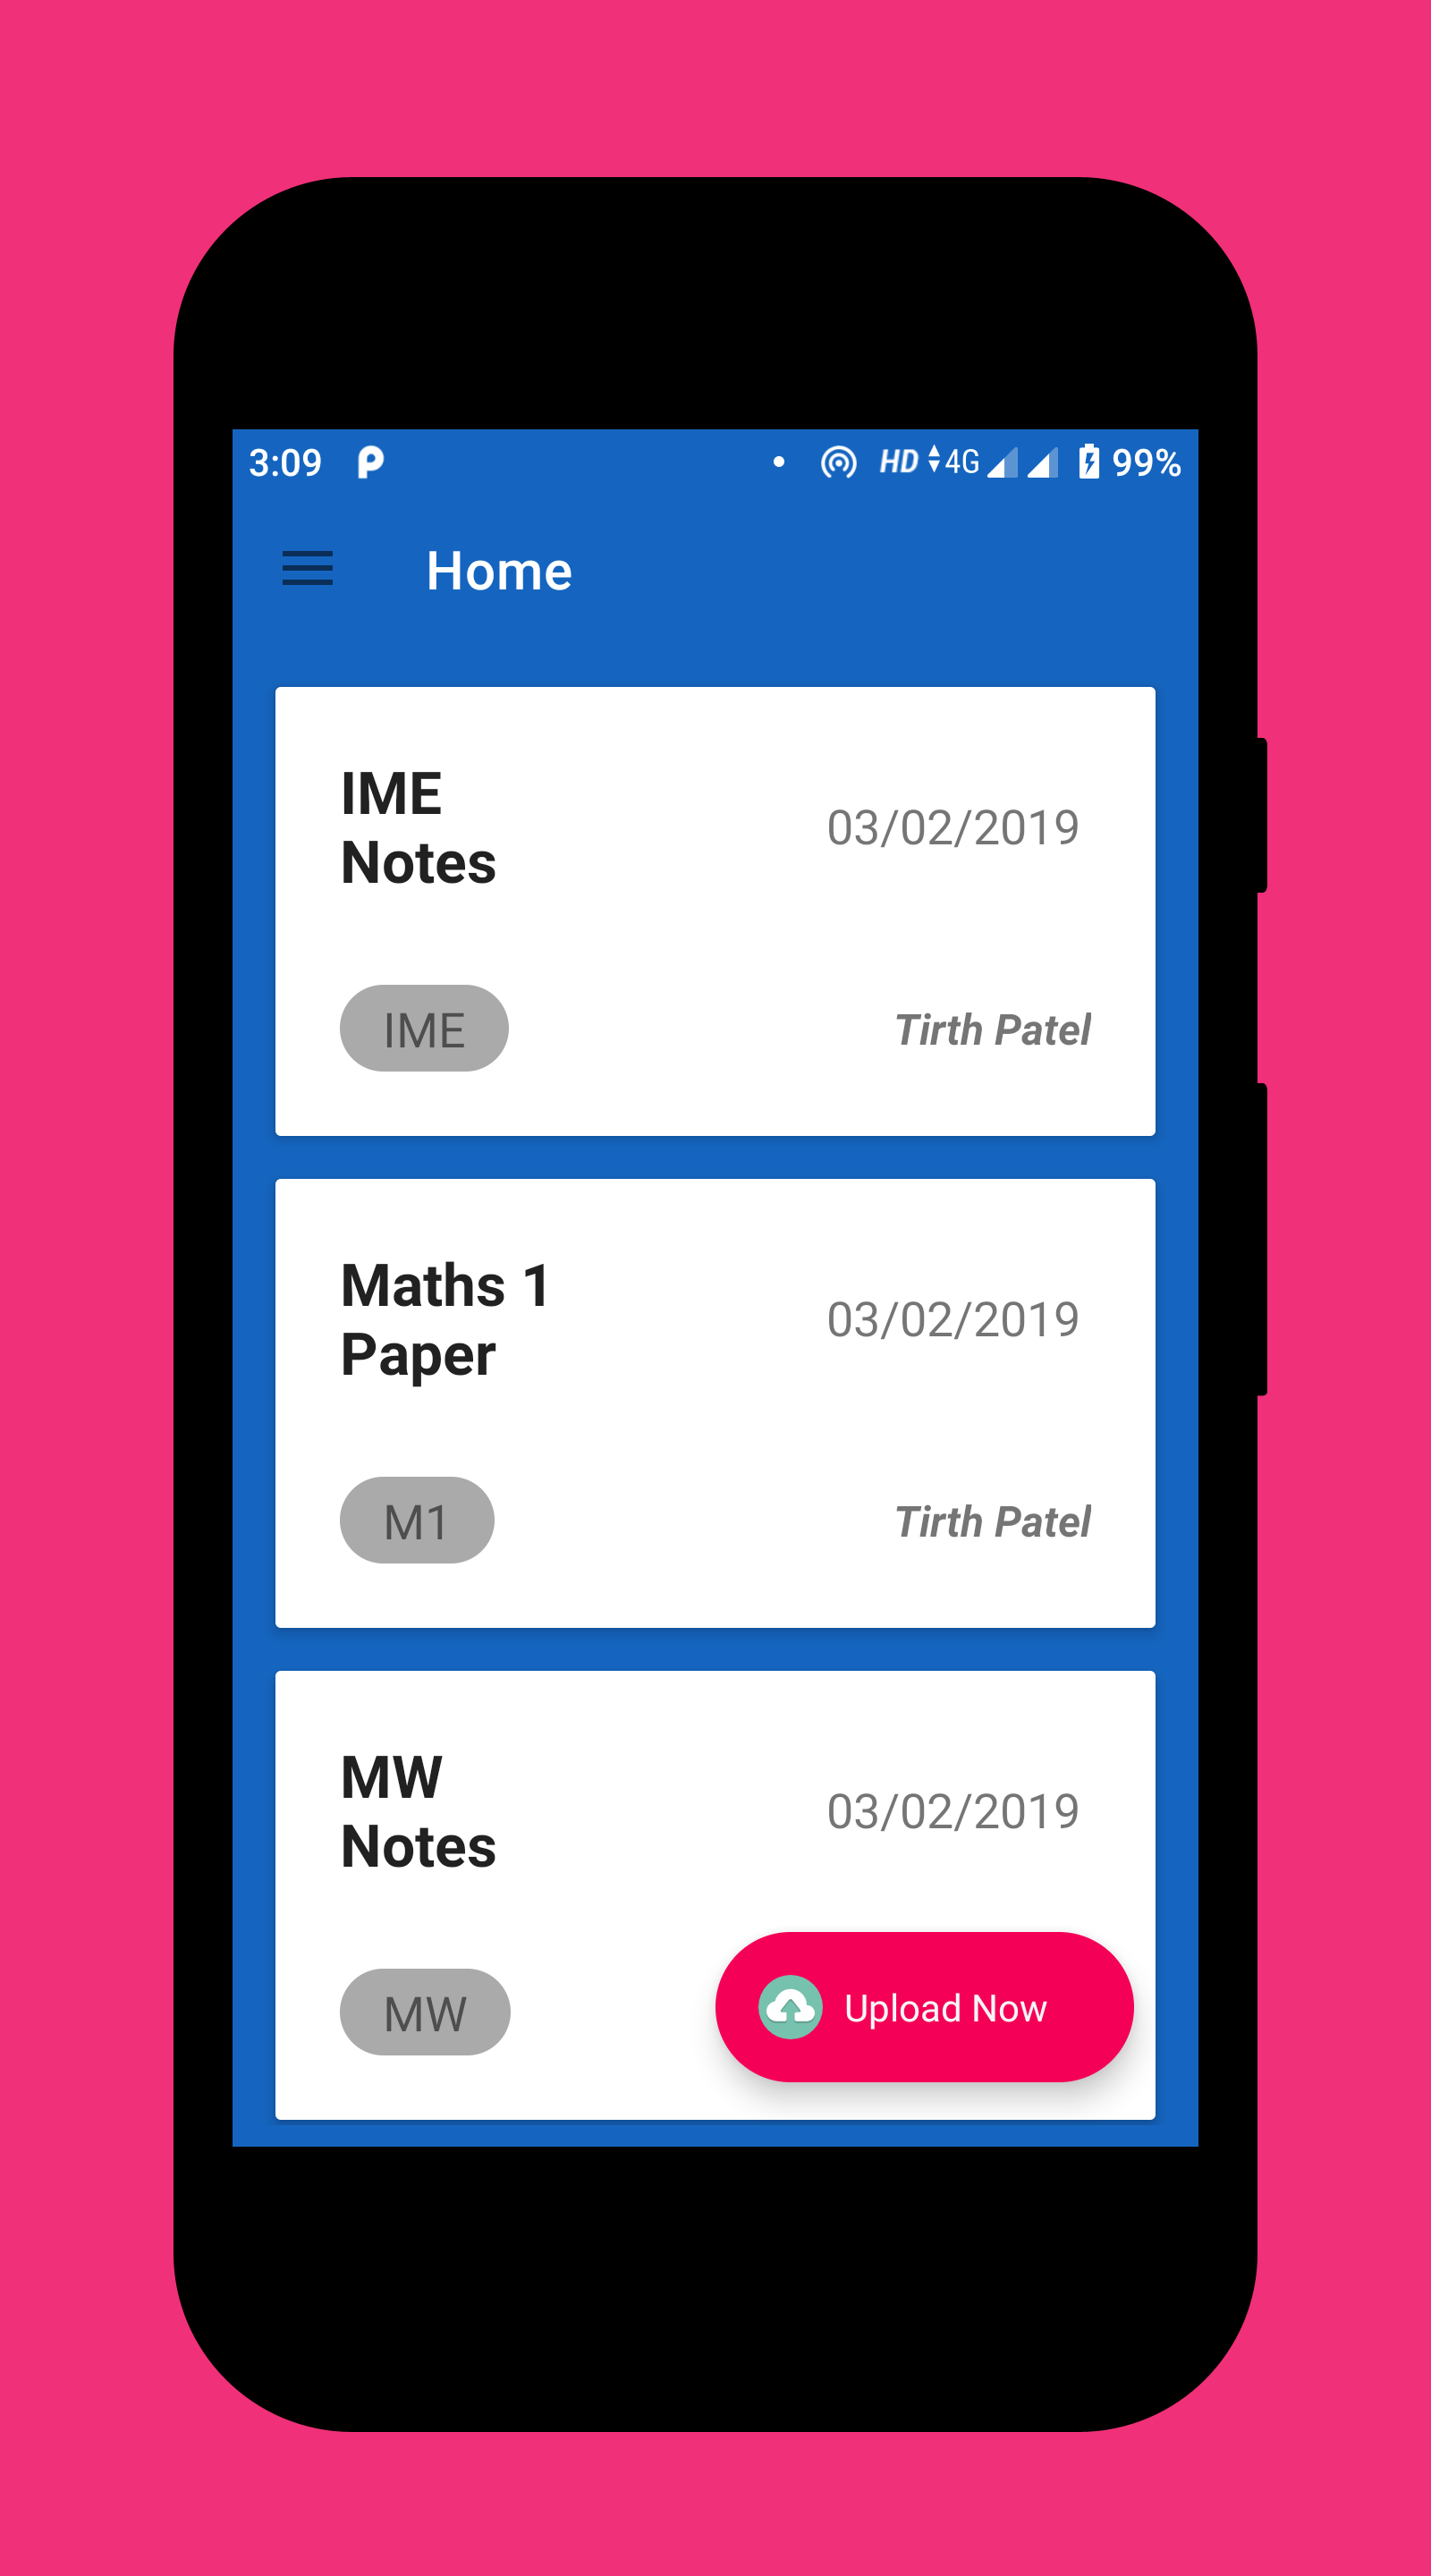 3:09 HD 4G 99%
Home
IME
Notes
03/02/2019
IME
Tirth Patel
Maths 1
Paper
03/02/2019
M1
Tirth Patel
MW
Notes
03/02/2019
MW
Upload Now